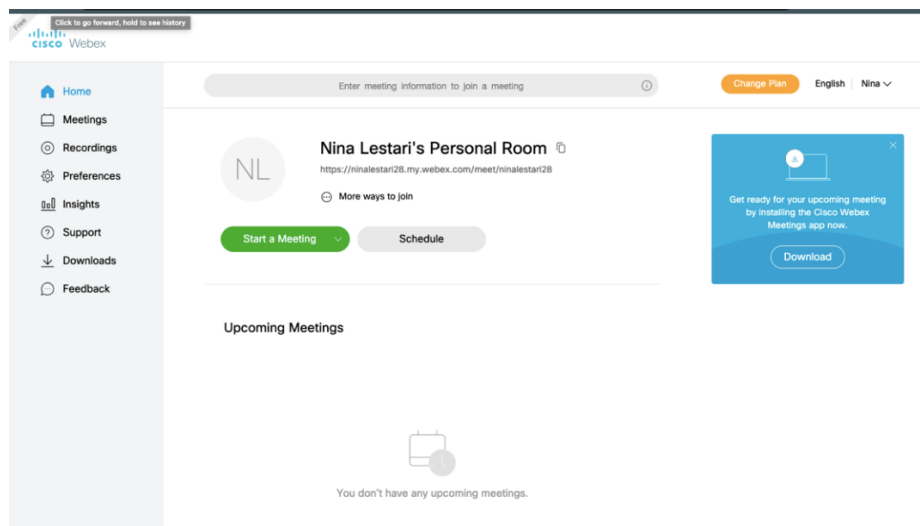 Free
Click to go forward, hold to see history
CISCO Webex
Home
Meetings
Recordings
Preferences
Insights
Support
Downloads
Feedback
Enter meeting information to join a meeting
Change Plan
English
Nina
NL
Nina Lestari's Personal Room
https://ninalestari28.my.webex.com/meet/ninalestari28
More ways to join
Start a Meeting
Schedule
Get ready for your upcoming meeting
by installing the Cisco Webex
Meetings app now.
Download
Upcoming Meetings
You don't have any upcoming meetings.